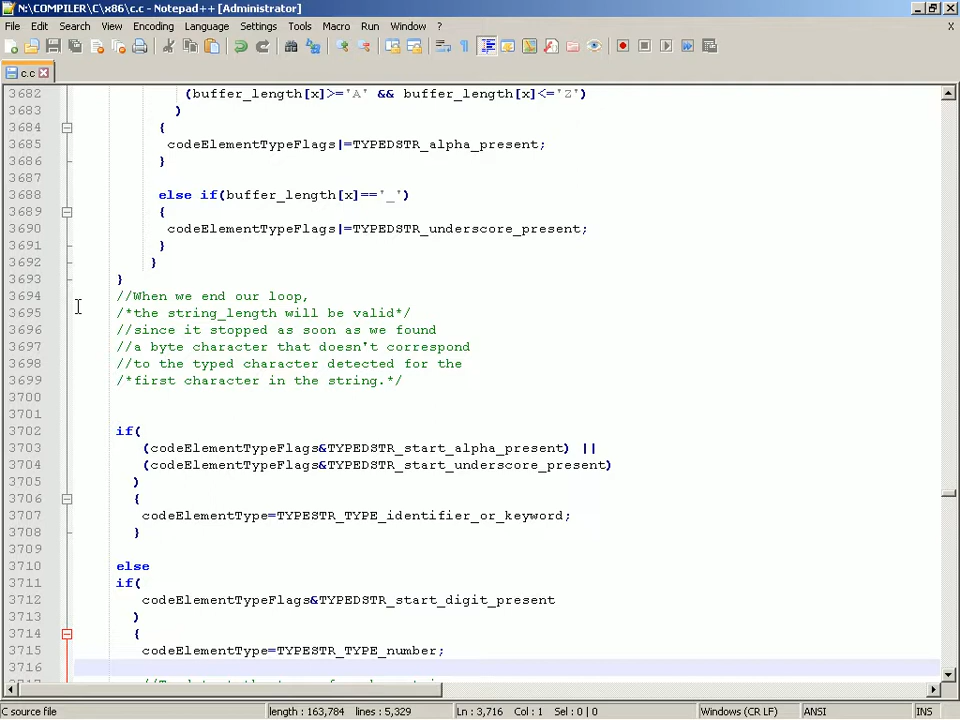 N:\COMPILER\C\x86\c.c - Notepad++ [Administrator]
File Edit Search View Encoding Language Settings Tools Macro Run Window ? X
c.c
3682 (buffer_length[x]>='A' && buffer_length[x]<='Z')
3683 )
3684 {
3685 codeElementTypeFlags|=TYPEDSTR_alpha_present;
3686 }
3687
3688 else if(buffer_length[x]=='_')
3689 {
3690 codeElementTypeFlags|=TYPEDSTR_underscore_present;
3691 }
3692 }
3693 }
3694 //When we end our loop,
3695 /*the string_length will be valid*/
3696 //since it stopped as soon as we found
3697 //a byte character that doesn't correspond
3698 //to the typed character detected for the
3699 /*first character in the string.*/
3700
3701
3702 if(
3703 (codeElementTypeFlags&TYPEDSTR_start_alpha_present) ||
3704 (codeElementTypeFlags&TYPEDSTR_start_underscore_present)
3705 )
3706 {
3707 codeElementType=TYPESTR_TYPE_identifier_or_keyword;
3708 }
3709
3710 else
3711 if(
3712 codeElementTypeFlags&TYPEDSTR_start_digit_present
3713 )
3714 {
3715 codeElementType=TYPESTR_TYPE_number;
3716
C source file length : 163,784 lines : 5,329 Ln : 3,716 Col : 1 Sel : 0 | 0 Windows (CR LF) ANSI INS